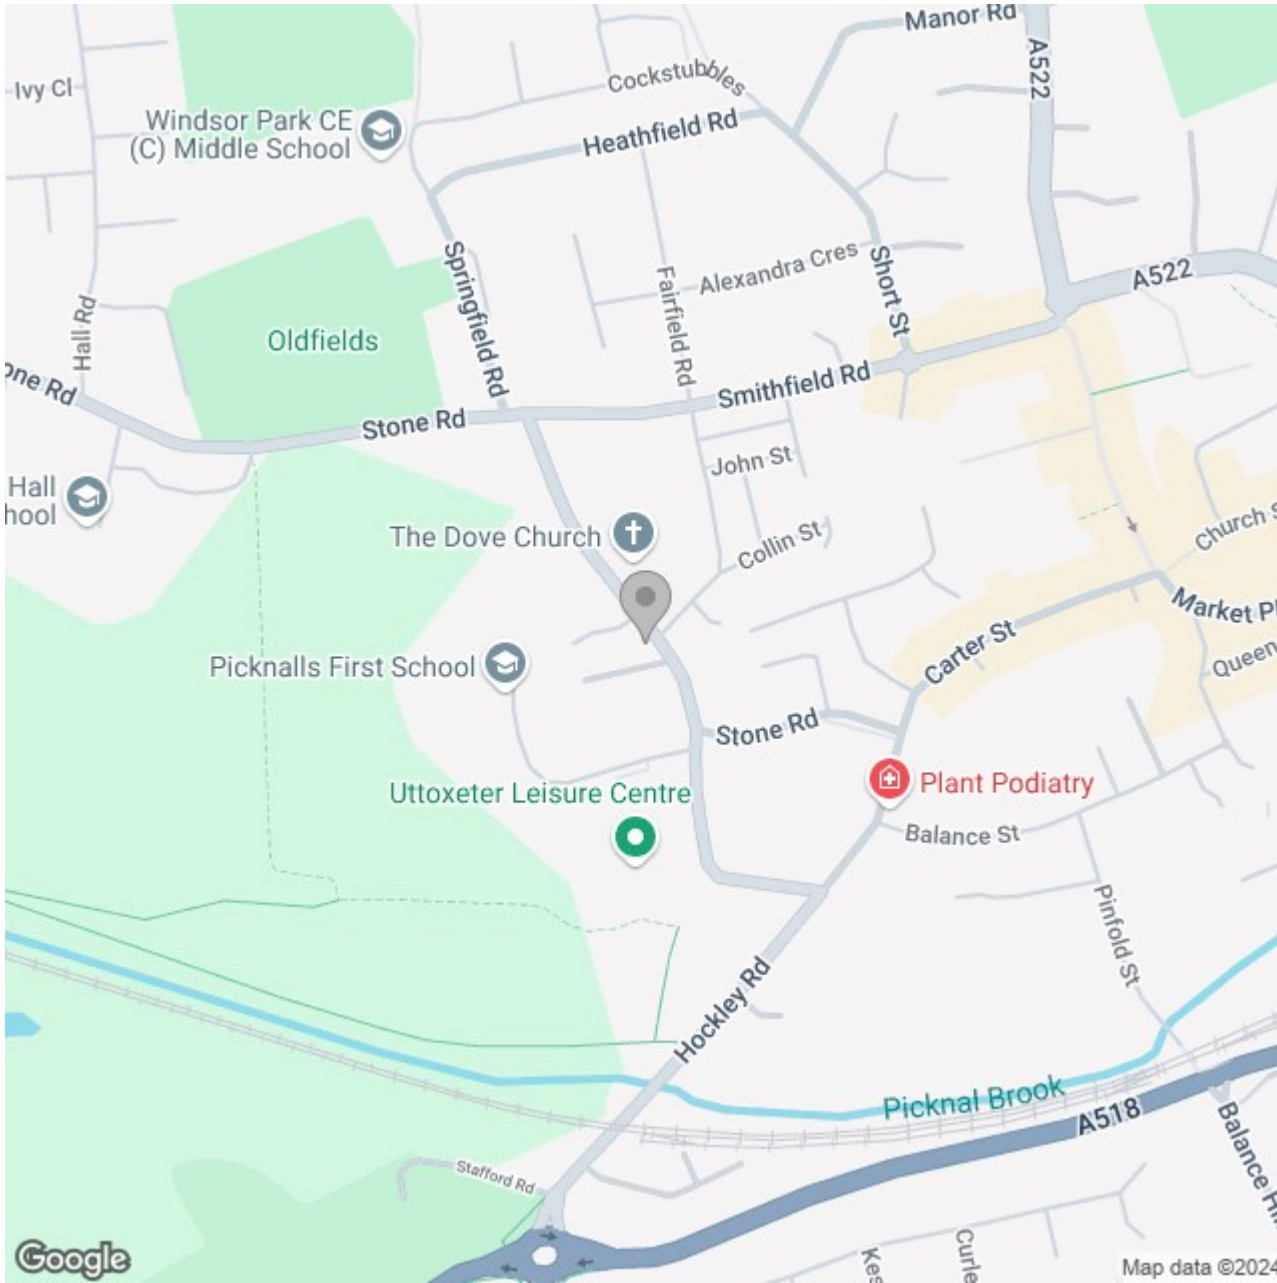 Manor Rd
A522
Ivy Cl
Cockstubbles
Windsor Park CE
(C) Middle School
Heathfield Rd
Springfield Rd
Fairfield Rd
Alexandra Cres
Short St
A522
Hall Rd
Oldfields
one Rd
Smithfield Rd
Stone Rd
John St
Hall
hool
The Dove Church
Collin St
Church S
Market Pl
Carter St
Picknalls First School
Queen
Stone Rd
Uttoxeter Leisure Centre
Plant Podiatry
Balance St
Pinfold St
Hockley Rd
Picknal Brook
A518
Balance Hi
Stafford Rd
Kes
Curle
Google
Map data ©2024